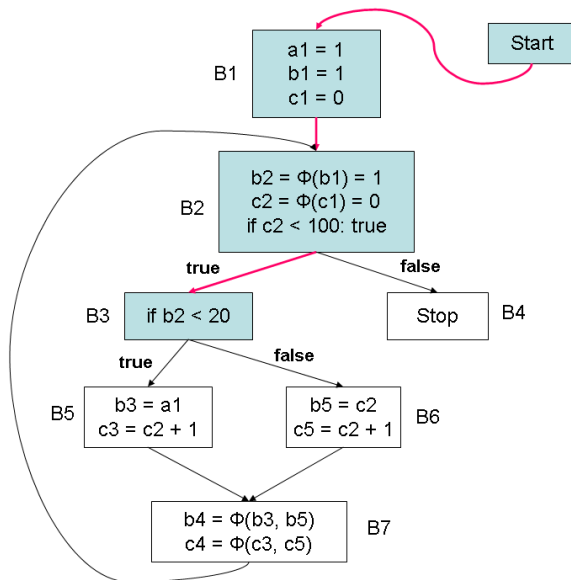 Start
B1
a1 = 1
b1 = 1
c1 = 0
B2
b2 = Φ(b1) = 1
c2 = Φ(c1) = 0
if c2 < 100: true
true
false
B3
if b2 < 20
Stop
B4
true
false
B5
b3 = a1
c3 = c2 + 1
b5 = c2
c5 = c2 + 1
B6
b4 = Φ(b3, b5)
c4 = Φ(c3, c5)
B7